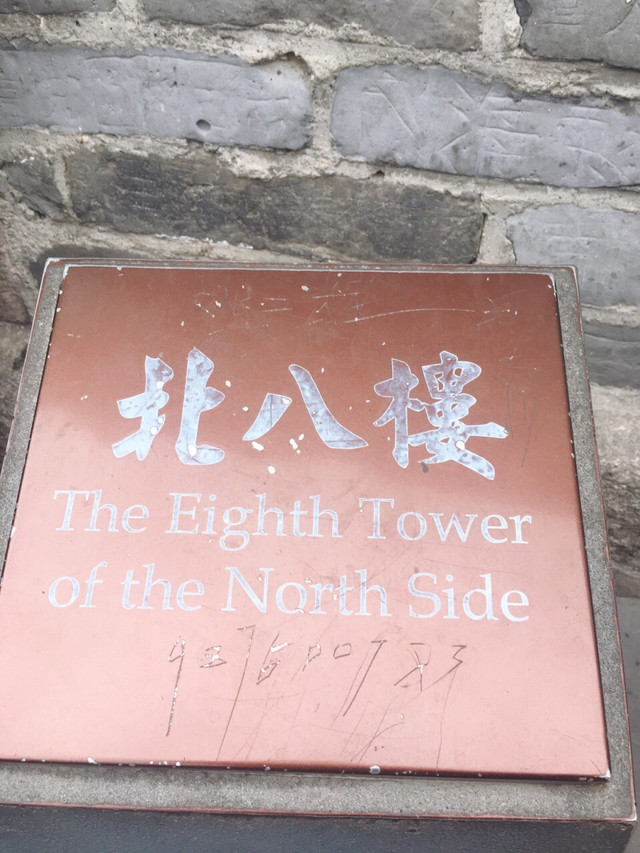 北八樓
The Eighth Tower
of the North Side